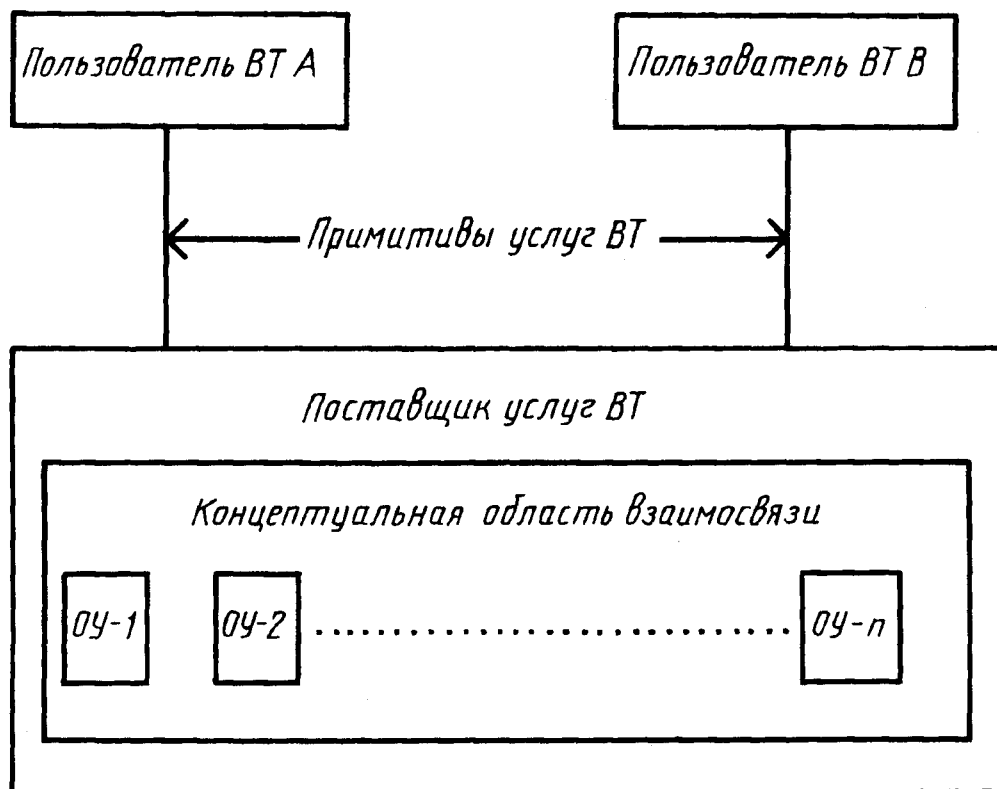 Пользователь ВТ А
Пользователь ВТ В
Примитивы услуг ВТ
Поставщик услуг ВТ
Концептуальная область взаимосвязи
ОУ-1
ОУ-2
ОУ-п